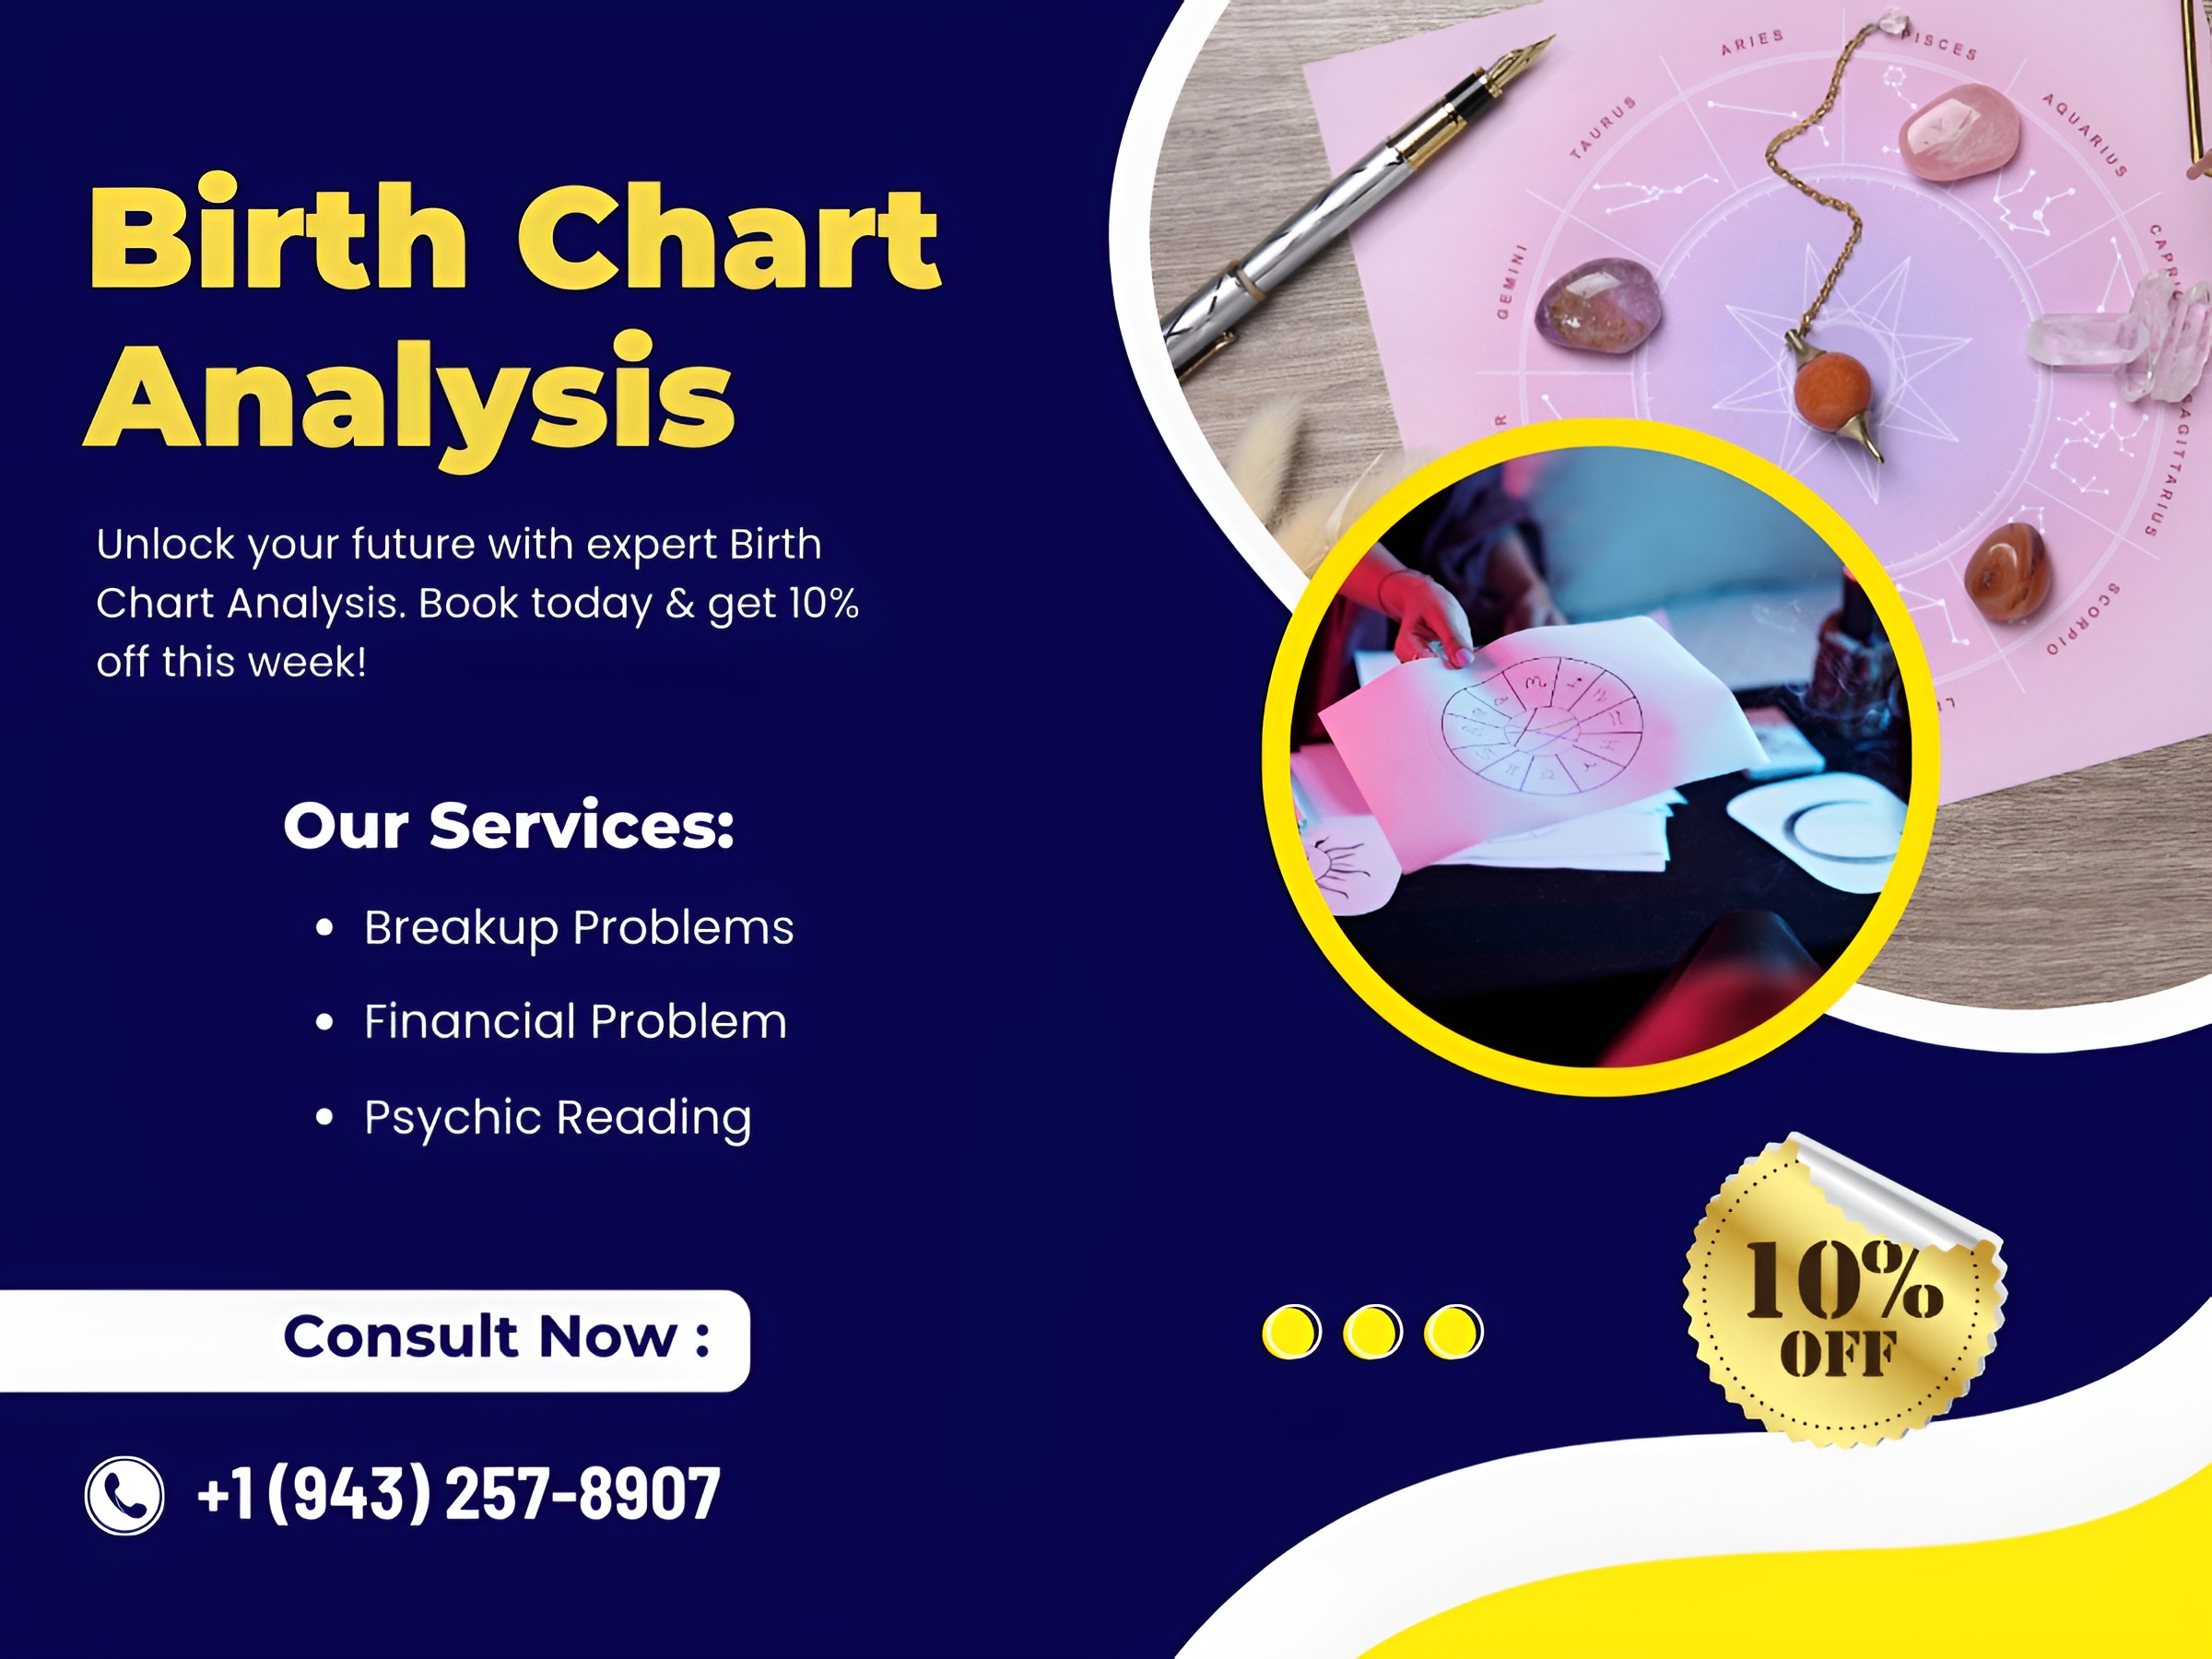 Birth Chart
Analysis
Unlock your future with expert Birth
Chart Analysis. Book today & get 10%
off this week!
Our Services:
• Breakup Problems
• Financial Problem
• Psychic Reading
Consult Now :
+1 (943) 257-8907
ARIES
PISCES
TAURUS
AQUARIUS
GEMINI
SAGITTARIUS
SCORPIO
10%
OFF